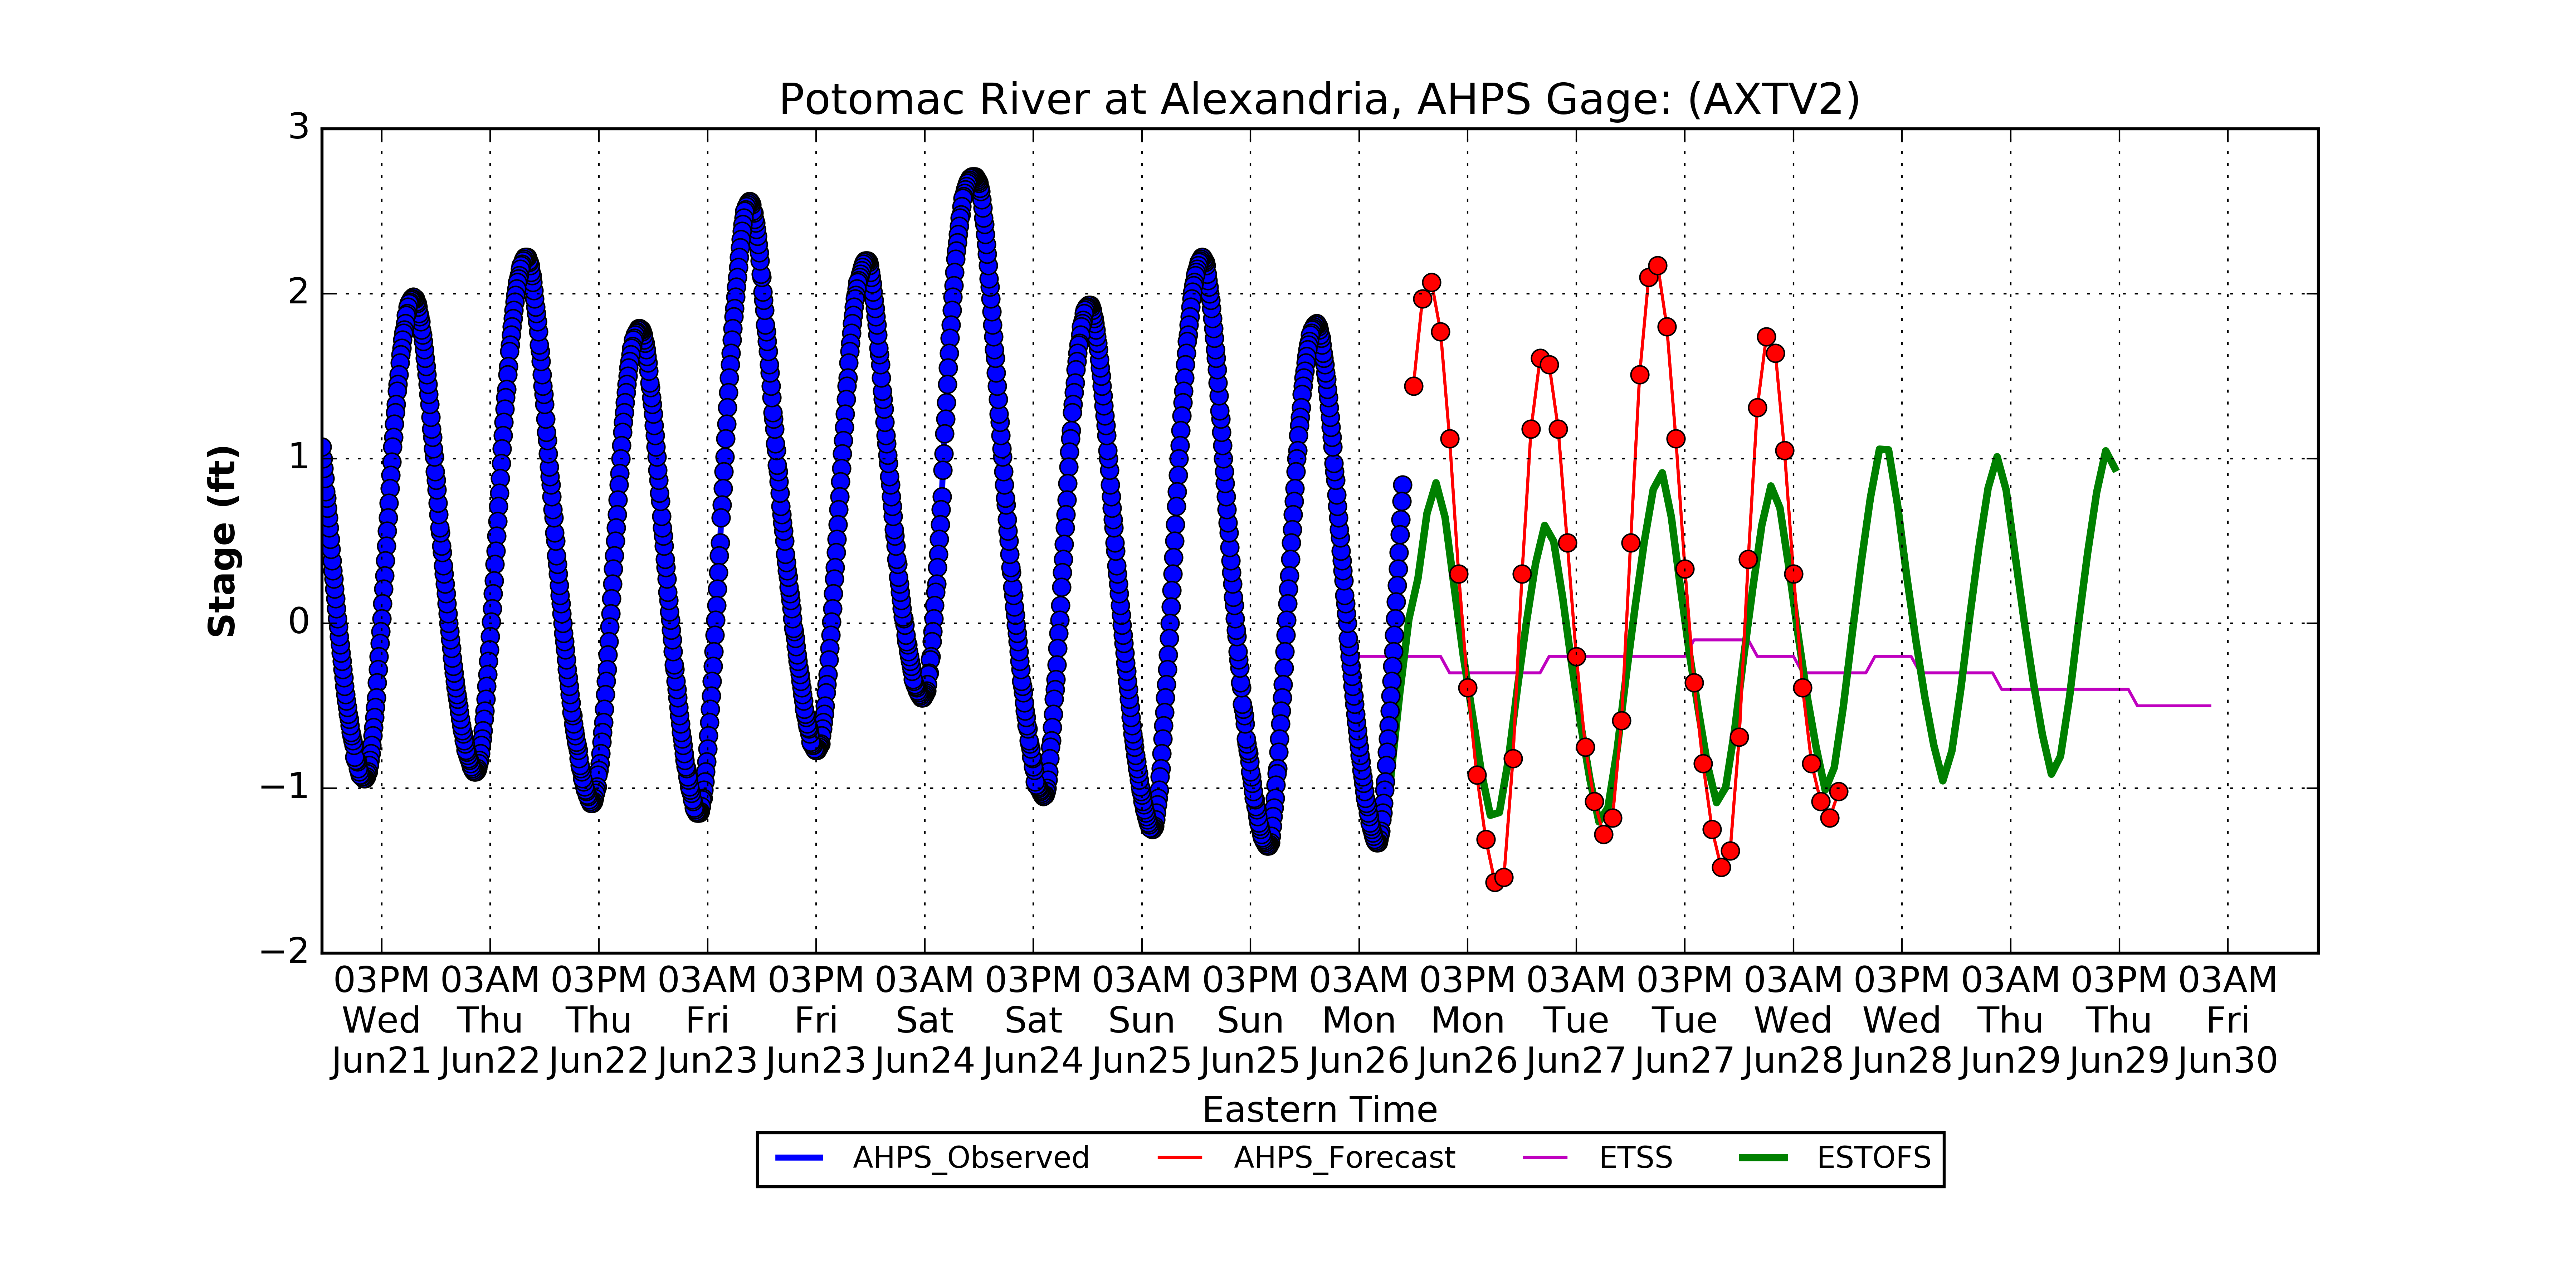 Potomac River at Alexandria, AHPS Gage: (AXTV2)
3
2
1
0
−1
−2
Stage (ft)
03PM 03AM 03PM 03AM 03PM 03AM 03PM 03AM 03PM 03AM 03PM 03AM 03PM 03AM 03PM 03AM 03PM 03AM
Wed Thu Thu Fri Fri Sat Sat Sun Sun Mon Mon Tue Tue Wed Wed Thu Thu Fri
Jun21 Jun22 Jun22 Jun23 Jun23 Jun24 Jun24 Jun25 Jun25 Jun26 Jun26 Jun27 Jun27 Jun28 Jun28 Jun29 Jun29 Jun30
Eastern Time
AHPS_Observed AHPS_Forecast ETSS ESTOFS